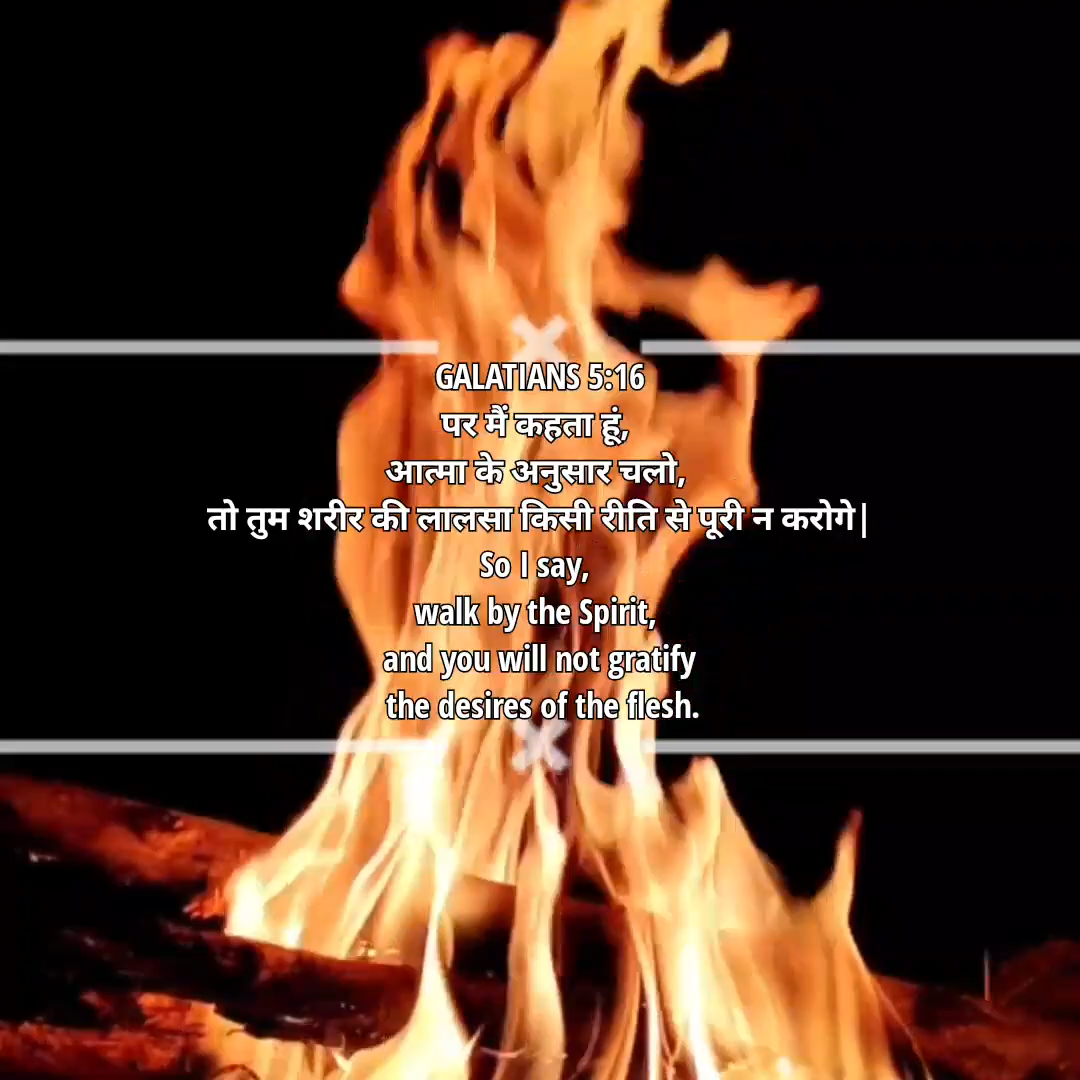 GALATIANS 5:16
पर मैं कहता हूं,
आत्मा के अनुसार चलो,
तो तुम शरीर की लालसा किसी रीति से पूरी न करोगे|
So I say,
walk by the Spirit,
and you will not gratify
the desires of the flesh.